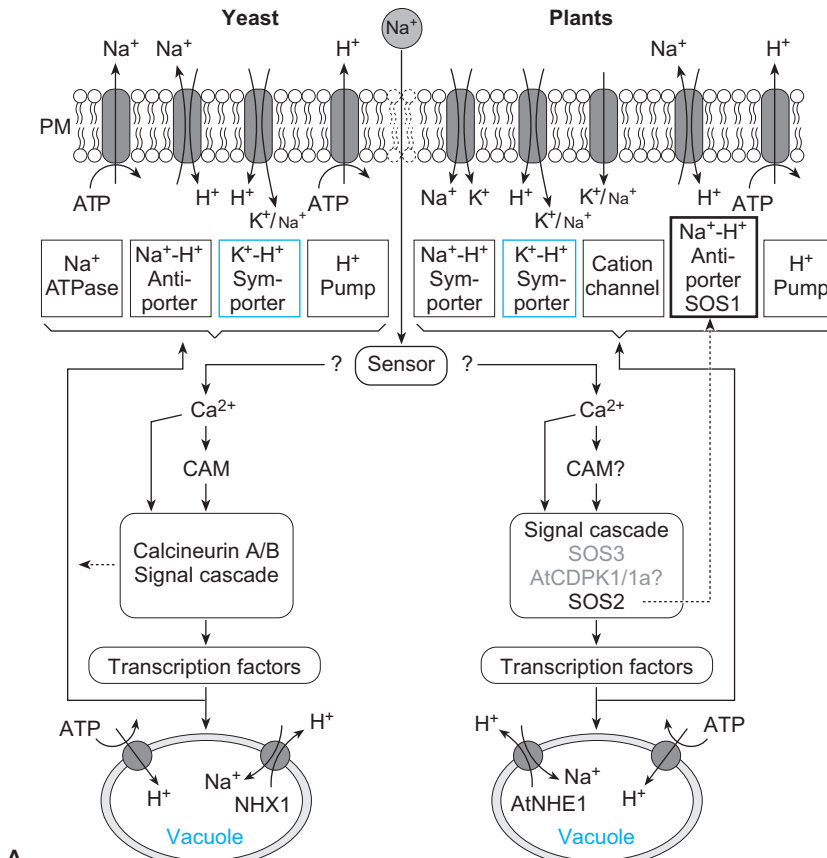 Yeast
Na⁺
Plants
Na⁺
Na⁺
H⁺
Na⁺
H⁺
PM
ATP
H⁺
H⁺
K⁺/Na⁺
ATP
Na⁺
K⁺
H⁺
K⁺/Na⁺
K⁺/Na⁺
H⁺
ATP
Na⁺
ATPase
Na⁺-H⁺
Anti-
porter
K⁺-H⁺
Sym-
porter
H⁺
Pump
Na⁺-H⁺
Sym-
porter
K⁺-H⁺
Sym-
porter
Cation
channel
Na⁺-H⁺
Anti-
porter
SOS1
H⁺
Pump
?
Sensor
?
Ca²⁺
CAM
Calcineurin A/B
Signal cascade
Transcription factors
Ca²⁺
CAM?
Signal cascade
SOS3
AtCDPK1/1a?
SOS2
Transcription factors
ATP
H⁺
H⁺
Na⁺
NHX1
Vacuole
H⁺
Na⁺
AtNHE1
ATP
H⁺
Vacuole
A